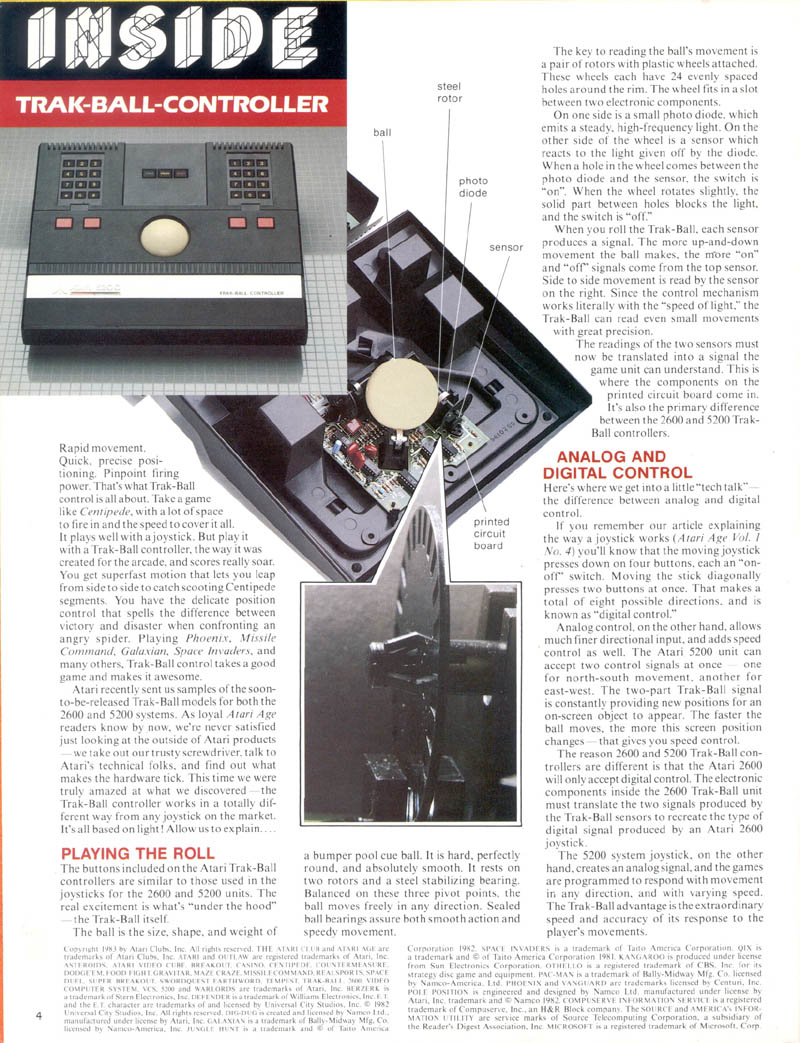 INSIDE
TRAK-BALL-CONTROLLER
TRAK-BALL CONTROLLER
ball
steel
rotor
photo
diode
sensor
printed
circuit
board
Rapid movement.
Quick, precise posi-
tioning. Pinpoint firing
power. That's what Trak-Ball
control is all about. Take a game
like Centipede, with a lot of space
to fire in and the speed to cover it all.
It plays well with a joystick. But play it
with a Trak-Ball controller, the way it was
created for the arcade, and scores really soar.
You get superfast motion that lets you leap
from side to side to catch scooting Centipede
segments. You have the delicate position
control that spells the difference between
victory and disaster when confronting an
angry spider. Playing Phoenix, Missile
Command, Galaxian, Space Invaders, and
many others, Trak-Ball control takes a good
game and makes it awesome.
Atari recently sent us samples of the soon-
to-be-released Trak-Ball models for both the
2600 and 5200 systems. As loyal Atari Age
readers know by now, we're never satisfied
just looking at the outside of Atari products
—we take out our trusty screwdriver, talk to
Atari's technical folks, and find out what
makes the hardware tick. This time we were
truly amazed at what we discovered—the
Trak-Ball controller works in a totally dif-
ferent way from any joystick on the market.
It's all based on light! Allow us to explain....
PLAYING THE ROLL
The buttons included on the Atari Trak-Ball
controllers are similar to those used in the
joysticks for the 2600 and 5200 units. The
real excitement is what's "under the hood"
—the Trak-Ball itself.
The ball is the size, shape, and weight of
a bumper pool cue ball. It is hard, perfectly
round, and absolutely smooth. It rests on
two rotors and a steel stabilizing bearing.
Balanced on these three pivot points, the
ball moves freely in any direction. Sealed
ball bearings assure both smooth action and
speedy movement.
The key to reading the ball's movement is
a pair of rotors with plastic wheels attached.
These wheels each have 24 evenly spaced
holes around the rim. The wheel fits in a slot
between two electronic components.
On one side is a small photo diode, which
emits a steady, high-frequency light. On the
other side of the wheel is a sensor which
reacts to the light given off by the diode.
When a hole in the wheel comes between the
photo diode and the sensor, the switch is
"on". When the wheel rotates slightly, the
solid part between holes blocks the light,
and the switch is "off."
When you roll the Trak-Ball, each sensor
produces a signal. The more up-and-down
movement the ball makes, the more "on"
and "off" signals come from the top sensor.
Side to side movement is read by the sensor
on the right. Since the control mechanism
works literally with the "speed of light," the
Trak-Ball can read even small movements
with great precision.
The readings of the two sensors must
now be translated into a signal the
game unit can understand. This is
where the components on the
printed circuit board come in.
It's also the primary difference
between the 2600 and 5200 Trak-
Ball controllers.
ANALOG AND
DIGITAL CONTROL
Here's where we get into a little "tech talk"—
the difference between analog and digital
control.
If you remember our article explaining
the way a joystick works (Atari Age Vol. 1
No. 4) you'll know that the moving joystick
presses down on four buttons, each an "on-
off" switch. Moving the stick diagonally
presses two buttons at once. That makes a
total of eight possible directions, and is
known as "digital control."
Analog control, on the other hand, allows
much finer directional input, and adds speed
control as well. The Atari 5200 unit can
accept two control signals at once — one
for north-south movement, another for
east-west. The two-part Trak-Ball signal
is constantly providing new positions for an
on-screen object to appear. The faster the
ball moves, the more this screen position
changes—that gives you speed control.
The reason 2600 and 5200 Trak-Ball con-
trollers are different is that the Atari 2600
will only accept digital control. The electronic
components inside the 2600 Trak-Ball unit
must translate the two signals produced by
the Trak-Ball sensors to recreate the type of
digital signal produced by an Atari 2600
joystick.
The 5200 system joystick, on the other
hand, creates an analog signal, and the games
are programmed to respond with movement
in any direction, and with varying speed.
The Trak-Ball advantage is the extraordinary
speed and accuracy of its response to the
player's movements.
Copyright 1983 by Atari Clubs, Inc. All rights reserved. THE ATARI CLUB and ATARI AGE are
trademarks of Atari Clubs, Inc. ATARI and OUTLAW are registered trademarks of Atari, Inc.
ASTEROIDS, ATARI VIDEO CUBE, BREAKOUT, CASINO, CENTIPEDE, COUNTERMEASURE,
DODGE'EM, FOOD FIGHT, GRAVITAR, MAZE CRAZE, MISSILE COMMAND, REALSPORTS, SPACE
DUEL, SUPER BREAKOUT, SWORDQUEST EARTHWORLD, TEMPEST, TRAK-BALL, 2600 VIDEO
COMPUTER SYSTEM, VCS, 5200 and WARLORDS are trademarks of Atari, Inc. BERZERK is
a trademark of Stern Electronics, Inc. DEFENDER is a trademark of Williams Electronics, Inc. E.T.
and the E.T. character are trademarks of and licensed by Universal City Studios, Inc. © 1982
Universal City Studios, Inc. All rights reserved. DIG-DUG is created and licensed by Namco Ltd.,
manufactured under license by Atari, Inc. GALAXIAN is a trademark of Bally-Midway Mfg. Co.
licensed by Namco-America, Inc. JUNGLE HUNT is a trademark and © of Taito America
Corporation 1982. SPACE INVADERS is a trademark of Taito America Corporation. QIX is
a trademark and © of Taito America Corporation 1981. KANGAROO is produced under license
from Sun Electronics Corporation. OTHELLO is a registered trademark of CBS, Inc. for its
strategy disc game and equipment. PAC-MAN is a trademark of Bally-Midway Mfg. Co. licensed
by Namco-America, Ltd. PHOENIX and VANGUARD are trademarks licensed by Centuri, Inc.
POLE POSITION is engineered and designed by Namco Ltd. manufactured under license by
Atari, Inc. trademark and © Namco 1982. COMPUSERVE INFORMATION SERVICE is a registered
trademark of Compuserve, Inc., an H&R Block company. The SOURCE and AMERICA'S INFOR-
MATION UTILITY are service marks of Source Telecomputing Corporation, a subsidiary of
the Reader's Digest Association, Inc. MICROSOFT is a registered trademark of Microsoft, Corp.
4